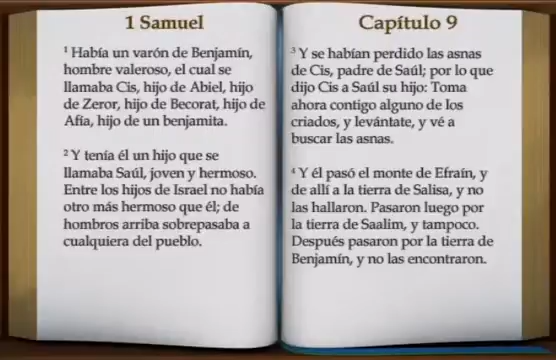 1 Samuel
¹ Había un varón de Benjamín,
hombre valeroso, el cual se
llamaba Cis, hijo de Abiel, hijo
de Zeror, hijo de Becorat, hijo de
Afía, hijo de un benjamita.
² Y tenía él un hijo que se
llamaba Saúl, joven y hermoso.
Entre los hijos de Israel no había
otro más hermoso que él; de
hombros arriba sobrepasaba a
cualquiera del pueblo.
Capítulo 9
³ Y se habían perdido las asnas
de Cis, padre de Saúl; por lo que
dijo Cis a Saúl su hijo: Toma
ahora contigo alguno de los
criados, y levántate, y vé a
buscar las asnas.
⁴ Y él pasó el monte de Efraín, y
de allí a la tierra de Salisa, y no
las hallaron. Pasaron luego por
la tierra de Saalim, y tampoco.
Después pasaron por la tierra de
Benjamín, y no las encontraron.